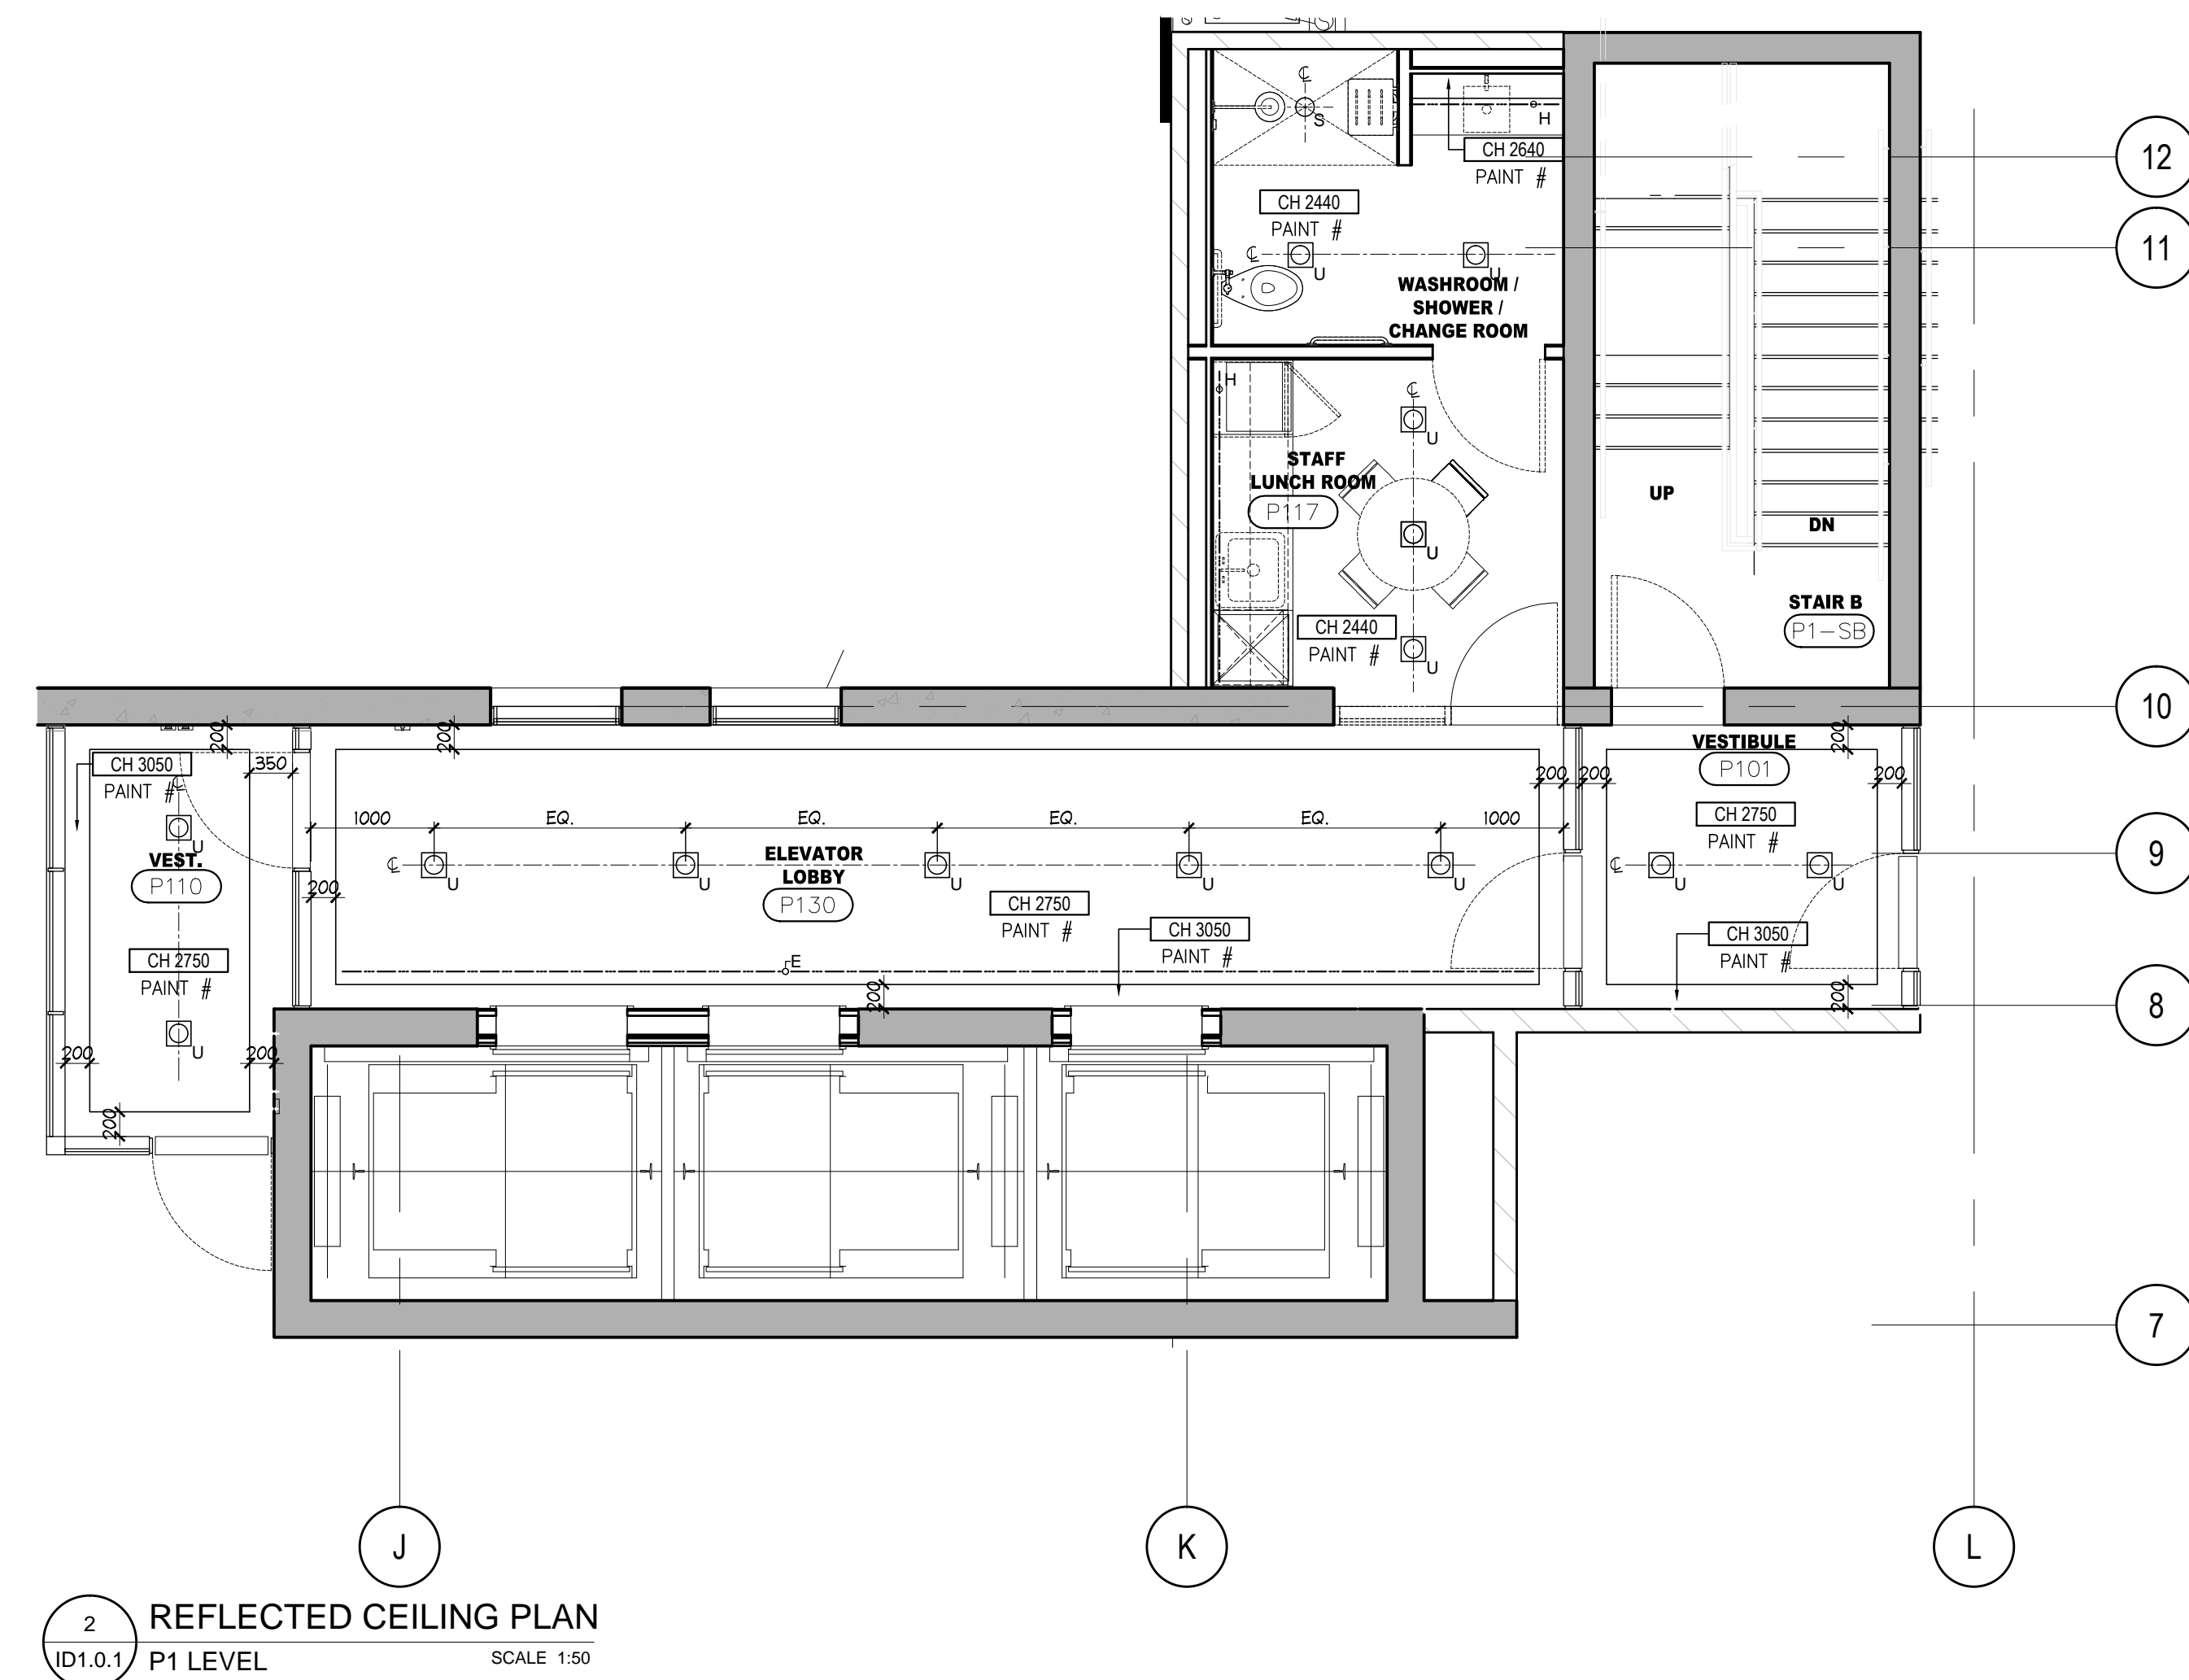 S
H
CH 2640
PAINT #
12
CH 2440
PAINT #
℄
U
U
11
WASHROOM /
SHOWER /
CHANGE ROOM
H
℄
U
STAFF
LUNCH ROOM
P117
U
UP
DN
CH 2440
PAINT #
U
STAIR B
P1-SB
10
200
200
VESTIBULE
P101
200
CH 3050
PAINT #
350
200
200
200
℄
U
1000
EQ.
EQ.
EQ.
EQ.
1000
CH 2750
PAINT #
9
VEST.
P110
℄
U
U
U
U
U
℄
U
U
ELEVATOR
LOBBY
P130
200
CH 2750
PAINT #
CH 3050
PAINT #
CH 3050
PAINT #
CH 2750
PAINT #
E
200
200
8
U
200
200
200
7
J
K
L
2
ID1.0.1
REFLECTED CEILING PLAN
P1 LEVEL
SCALE 1:50